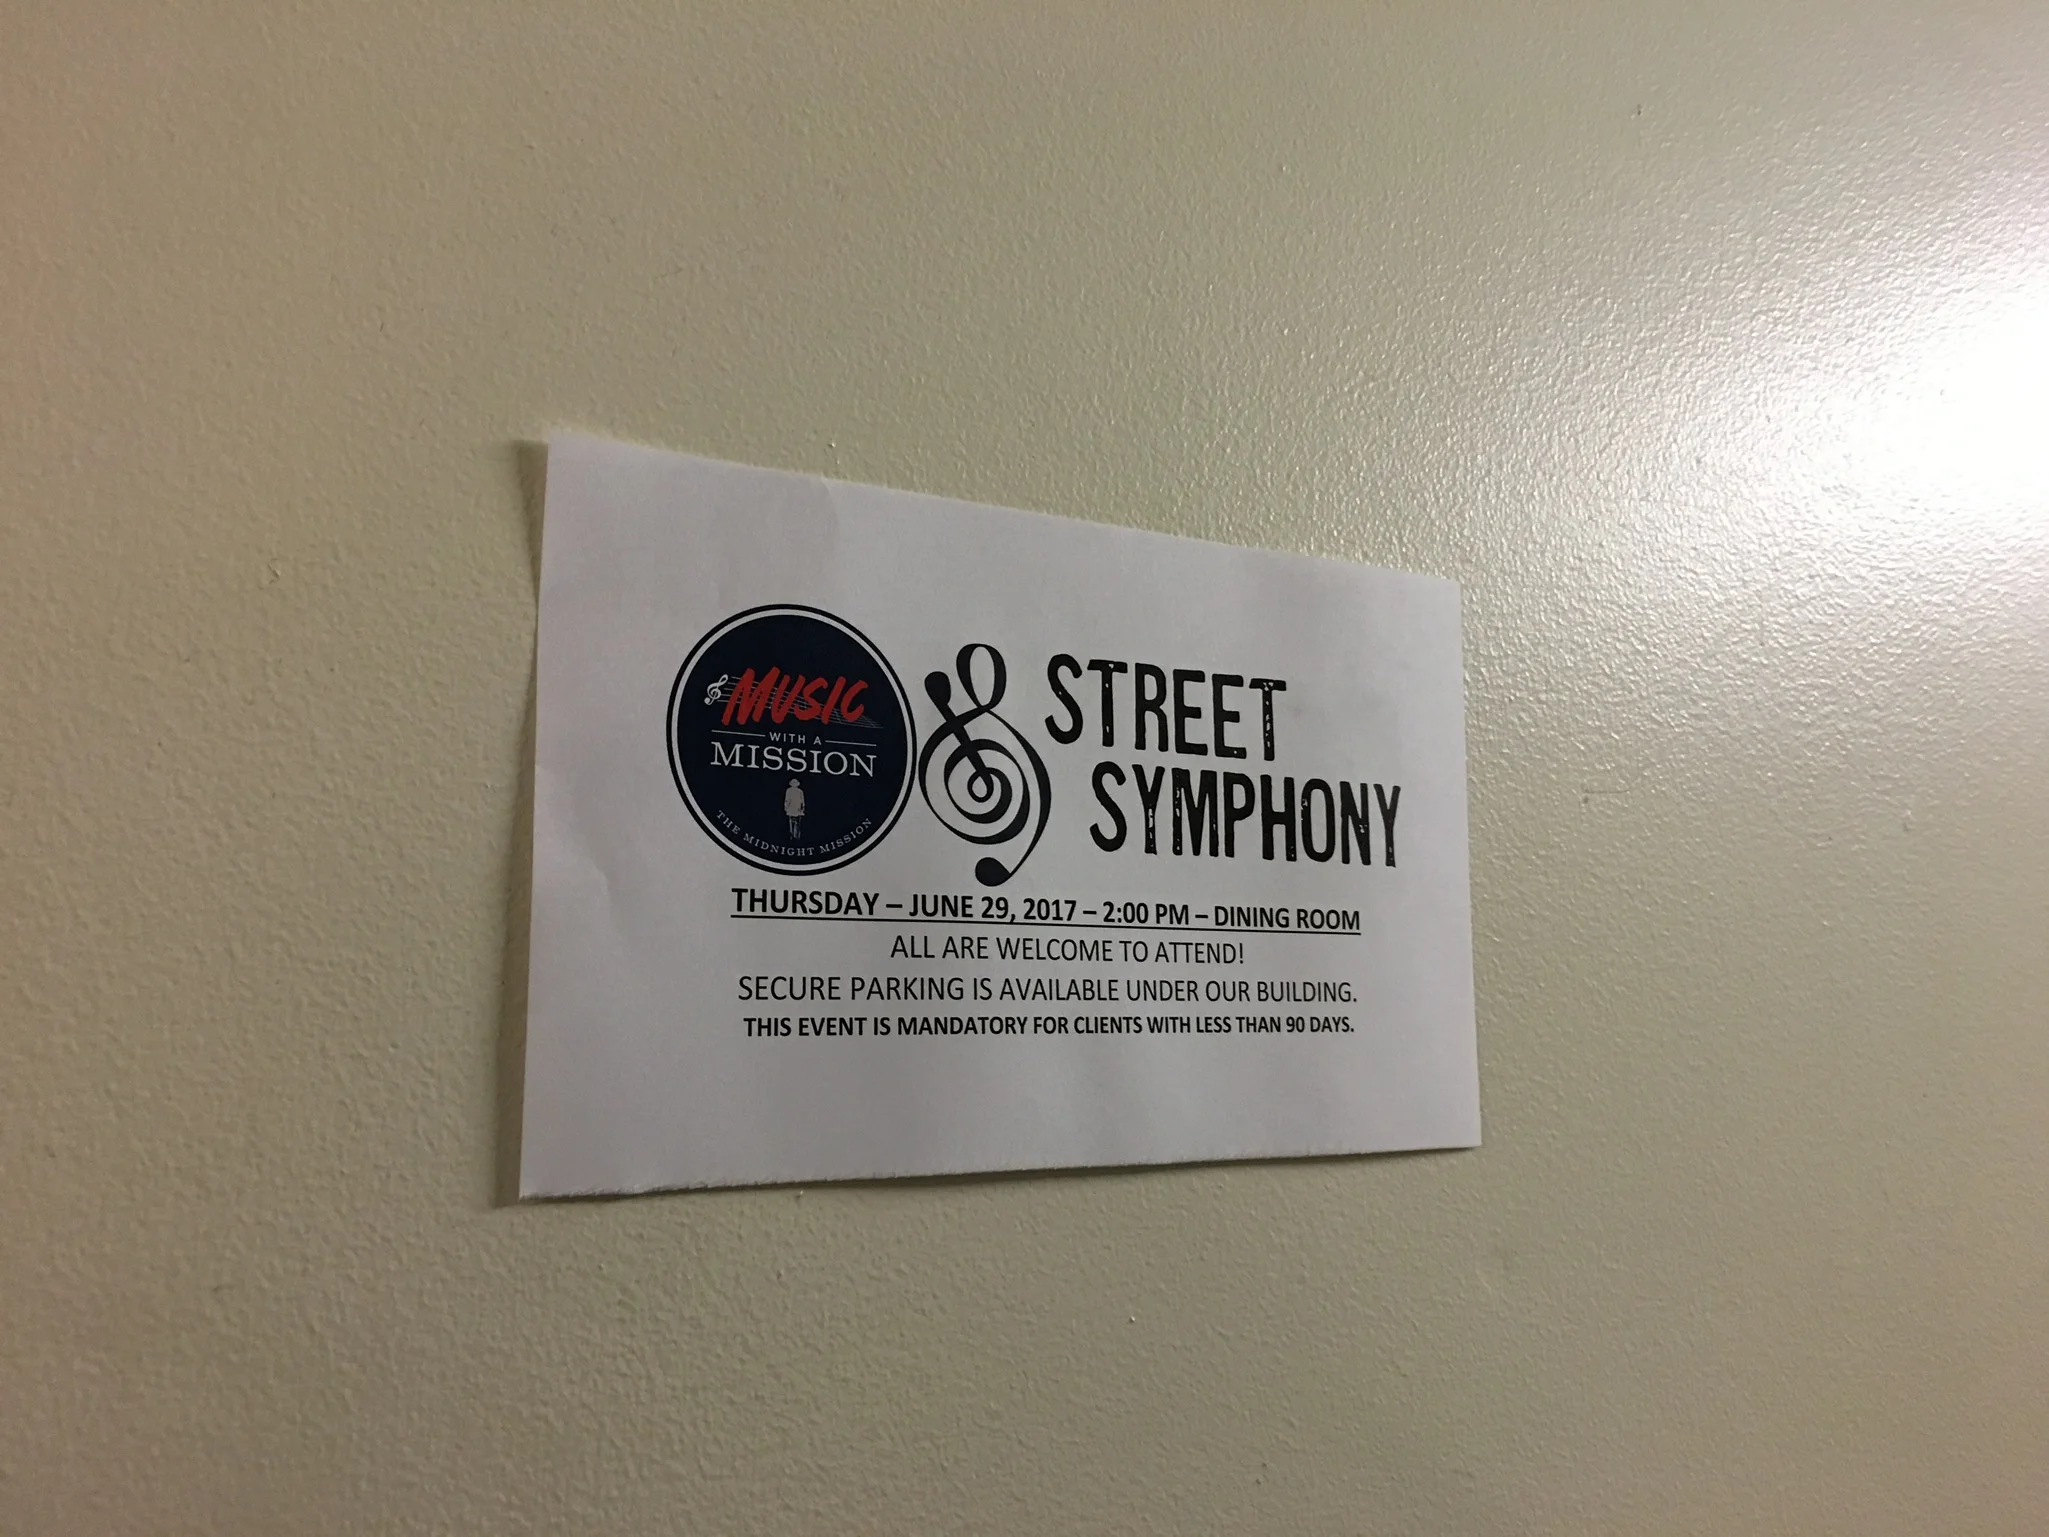 MUSIC
WITH A
MISSION
THE MIDNIGHT MISSION
STREET
SYMPHONY
THURSDAY – JUNE 29, 2017 – 2:00 PM – DINING ROOM
ALL ARE WELCOME TO ATTEND!
SECURE PARKING IS AVAILABLE UNDER OUR BUILDING.
THIS EVENT IS MANDATORY FOR CLIENTS WITH LESS THAN 90 DAYS.